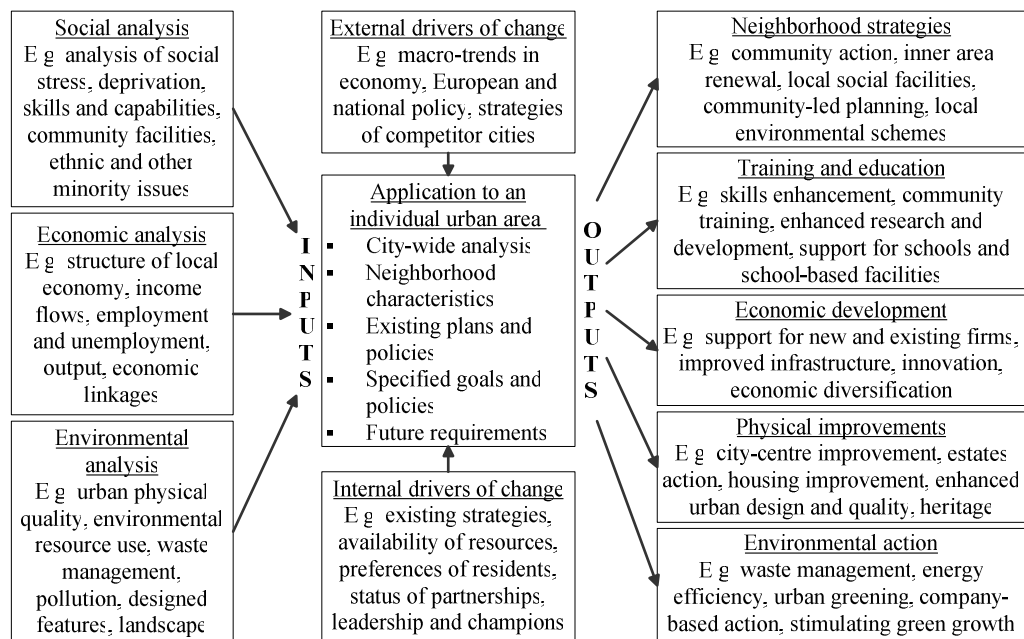 Social analysis
E g analysis of social
stress, deprivation,
skills and capabilities,
community facilities,
ethnic and other
minority issues
Economic analysis
E g structure of local
economy, income
flows, employment
and unemployment,
output, economic
linkages
Environmental
analysis
E g urban physical
quality, environmental
resource use, waste
management,
pollution, designed
features, landscape
INPUTS
External drivers of change
E g macro-trends in
economy, European and
national policy, strategies
of competitor cities
Application to an
individual urban area
▪ City-wide analysis
▪ Neighborhood
characteristics
▪ Existing plans and
policies
▪ Specified goals and
policies
▪ Future requirements
Internal drivers of change
E g existing strategies,
availability of resources,
preferences of residents,
status of partnerships,
leadership and champions
OUTPUTS
Neighborhood strategies
E g community action, inner area
renewal, local social facilities,
community-led planning, local
environmental schemes
Training and education
E g skills enhancement, community
training, enhanced research and
development, support for schools and
school-based facilities
Economic development
E g support for new and existing firms,
improved infrastructure, innovation,
economic diversification
Physical improvements
E g city-centre improvement, estates
action, housing improvement, enhanced
urban design and quality, heritage
Environmental action
E g waste management, energy
efficiency, urban greening, company-
based action, stimulating green growth